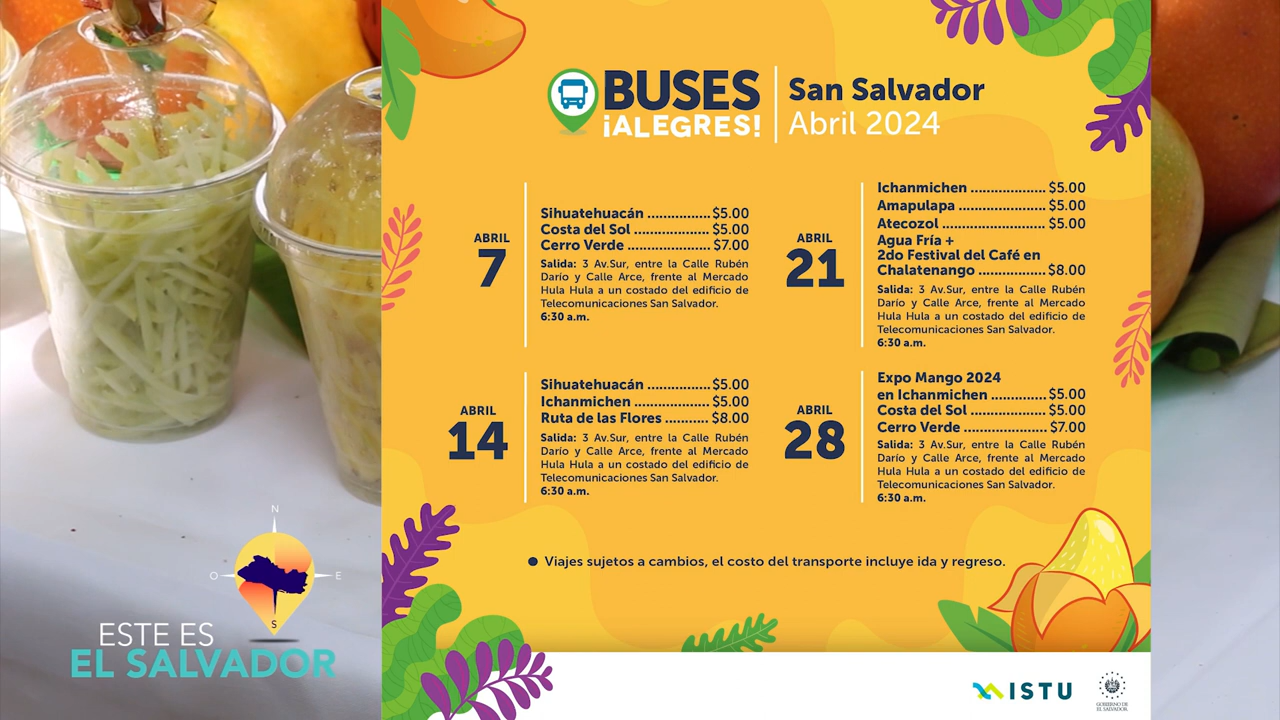 BUSES
¡ALEGRES!
San Salvador
Abril 2024
ABRIL
7
Sihuatehuacán ................ $5.00
Costa del Sol .................... $5.00
Cerro Verde ..................... $7.00
Salida: 3 Av.Sur, entre la Calle Rubén
Darío y Calle Arce, frente al Mercado
Hula Hula a un costado del edificio de
Telecomunicaciones San Salvador.
6:30 a.m.
ABRIL
14
Sihuatehuacán ................ $5.00
Ichanmichen .................... $5.00
Ruta de las Flores ........... $8.00
Salida: 3 Av.Sur, entre la Calle Rubén
Darío y Calle Arce, frente al Mercado
Hula Hula a un costado del edificio de
Telecomunicaciones San Salvador.
6:30 a.m.
ABRIL
21
Ichanmichen ................... $5.00
Amapulapa ...................... $5.00
Atecozol ........................... $5.00
Agua Fría +
2do Festival del Café en
Chalatenango ................. $8.00
Salida: 3 Av.Sur, entre la Calle Rubén
Darío y Calle Arce, frente al Mercado
Hula Hula a un costado del edificio de
Telecomunicaciones San Salvador.
6:30 a.m.
ABRIL
28
Expo Mango 2024
en Ichanmichen ............... $5.00
Costa del Sol .................... $5.00
Cerro Verde ..................... $7.00
Salida: 3 Av.Sur, entre la Calle Rubén
Darío y Calle Arce, frente al Mercado
Hula Hula a un costado del edificio de
Telecomunicaciones San Salvador.
6:30 a.m.
● Viajes sujetos a cambios, el costo del transporte incluye ida y regreso.
N
O
E
S
ESTE ES
EL SALVADOR
ISTU
GOBIERNO DE
EL SALVADOR